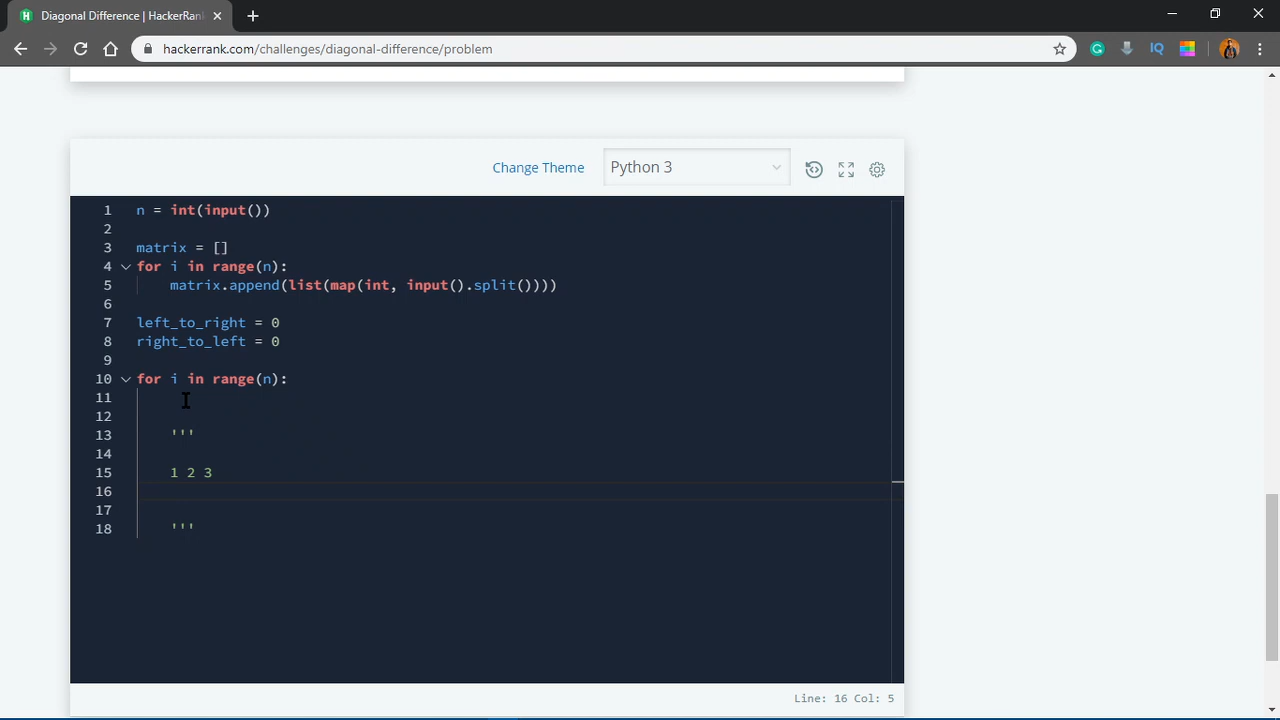 Diagonal Difference | HackerRan
hackerrank.com/challenges/diagonal-difference/problem
IQ
Change Theme
Python 3
1 n = int(input())
2
3 matrix = []
4 for i in range(n):
5 matrix.append(list(map(int, input().split())))
6
7 left_to_right = 0
8 right_to_left = 0
9
10 for i in range(n):
11
12
13 '''
14
15 1 2 3
16
17
18 '''
Line: 16 Col: 5